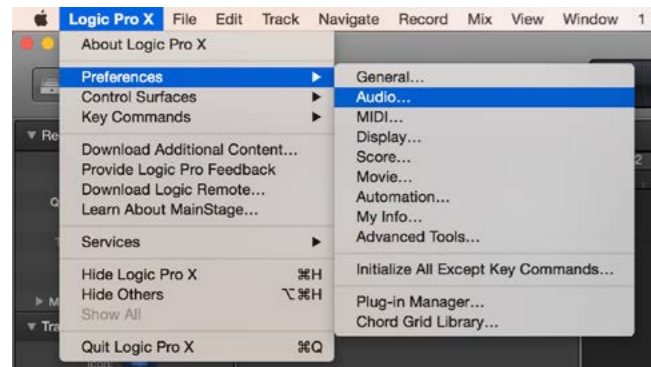 Logic Pro X File Edit Track Navigate Record Mix View Window 1
About Logic Pro X
Preferences
Control Surfaces
Key Commands
Download Additional Content...
Provide Logic Pro Feedback
Download Logic Remote...
Learn About MainStage...
Services
Hide Logic Pro X ⌘H
Hide Others ⌥⌘H
Show All
Quit Logic Pro X ⌘Q
General...
Audio...
MIDI...
Display...
Score...
Movie...
Automation...
My Info...
Advanced Tools...
Initialize All Except Key Commands...
Plug-in Manager...
Chord Grid Library...
Re
Q
M
Tra
2